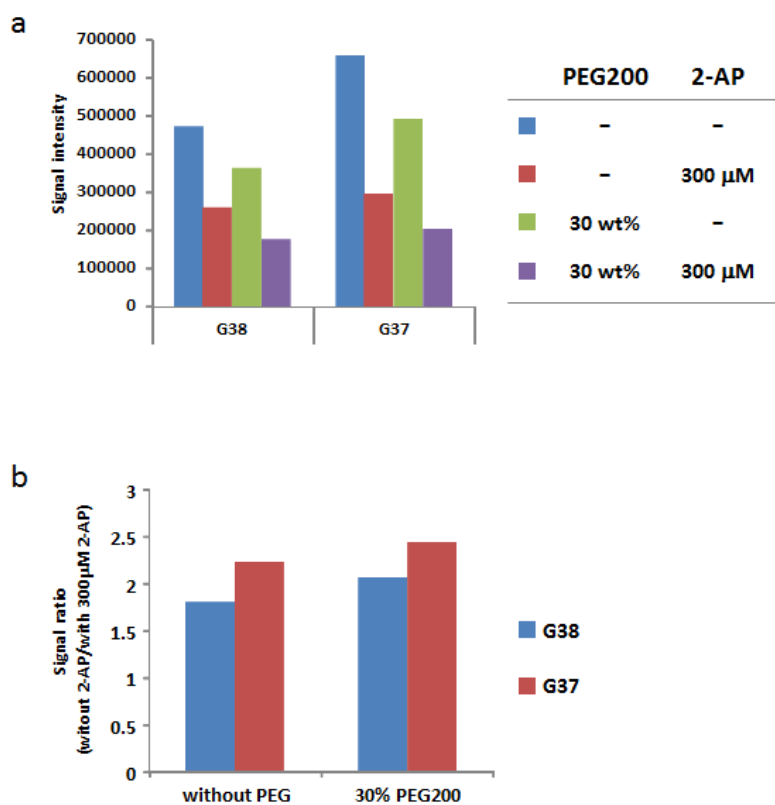 a
700000
600000
500000
400000
300000
200000
100000
0
Signal intensity
G38 G37
PEG200 2-AP
– –
– 300 µM
30 wt% –
30 wt% 300 µM
b
3
2.5
2
1.5
1
0.5
0
Signal ratio
(witout 2-AP/with 300µM 2-AP)
without PEG 30% PEG200
G38
G37